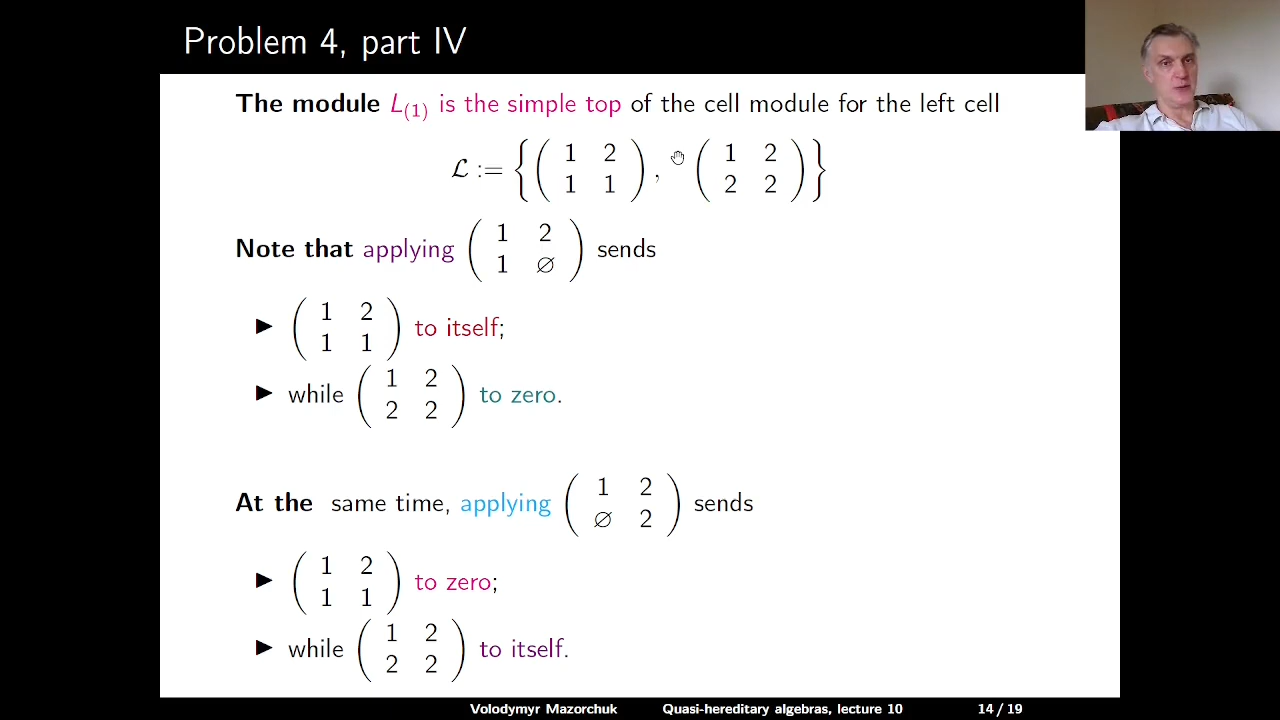 Problem 4, part IV
The module L(1) is the simple top of the cell module for the left cell
ℒ := { ( 1 2 ) , ( 1 2 ) }
1 1 2 2
Note that applying ( 1 2 ) sends
1 ∅
▶ ( 1 2 ) to itself;
1 1
▶ while ( 1 2 ) to zero.
2 2
At the same time, applying ( 1 2 ) sends
∅ 2
▶ ( 1 2 ) to zero;
1 1
▶ while ( 1 2 ) to itself.
2 2
Volodymyr Mazorchuk Quasi-hereditary algebras, lecture 10 14 / 19